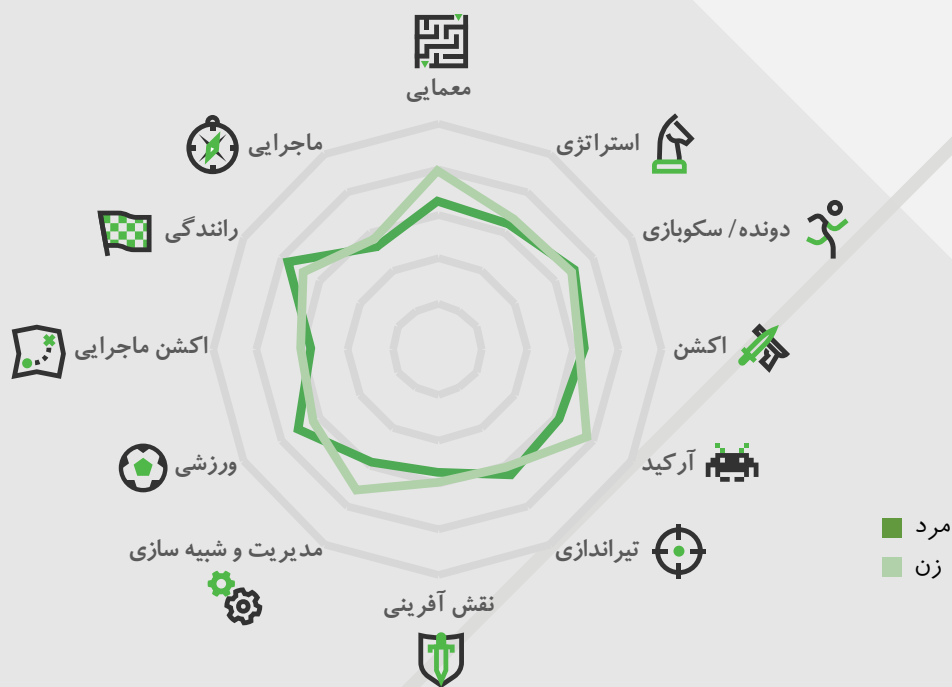 معمایی
استراتژی
ماجرایی
دونده/ سکوبازی
رانندگی
اکشن
اکشن ماجرایی
آرکید
ورزشی
تیراندازی
مدیریت و شبیه سازی
نقش آفرینی
مرد
زن